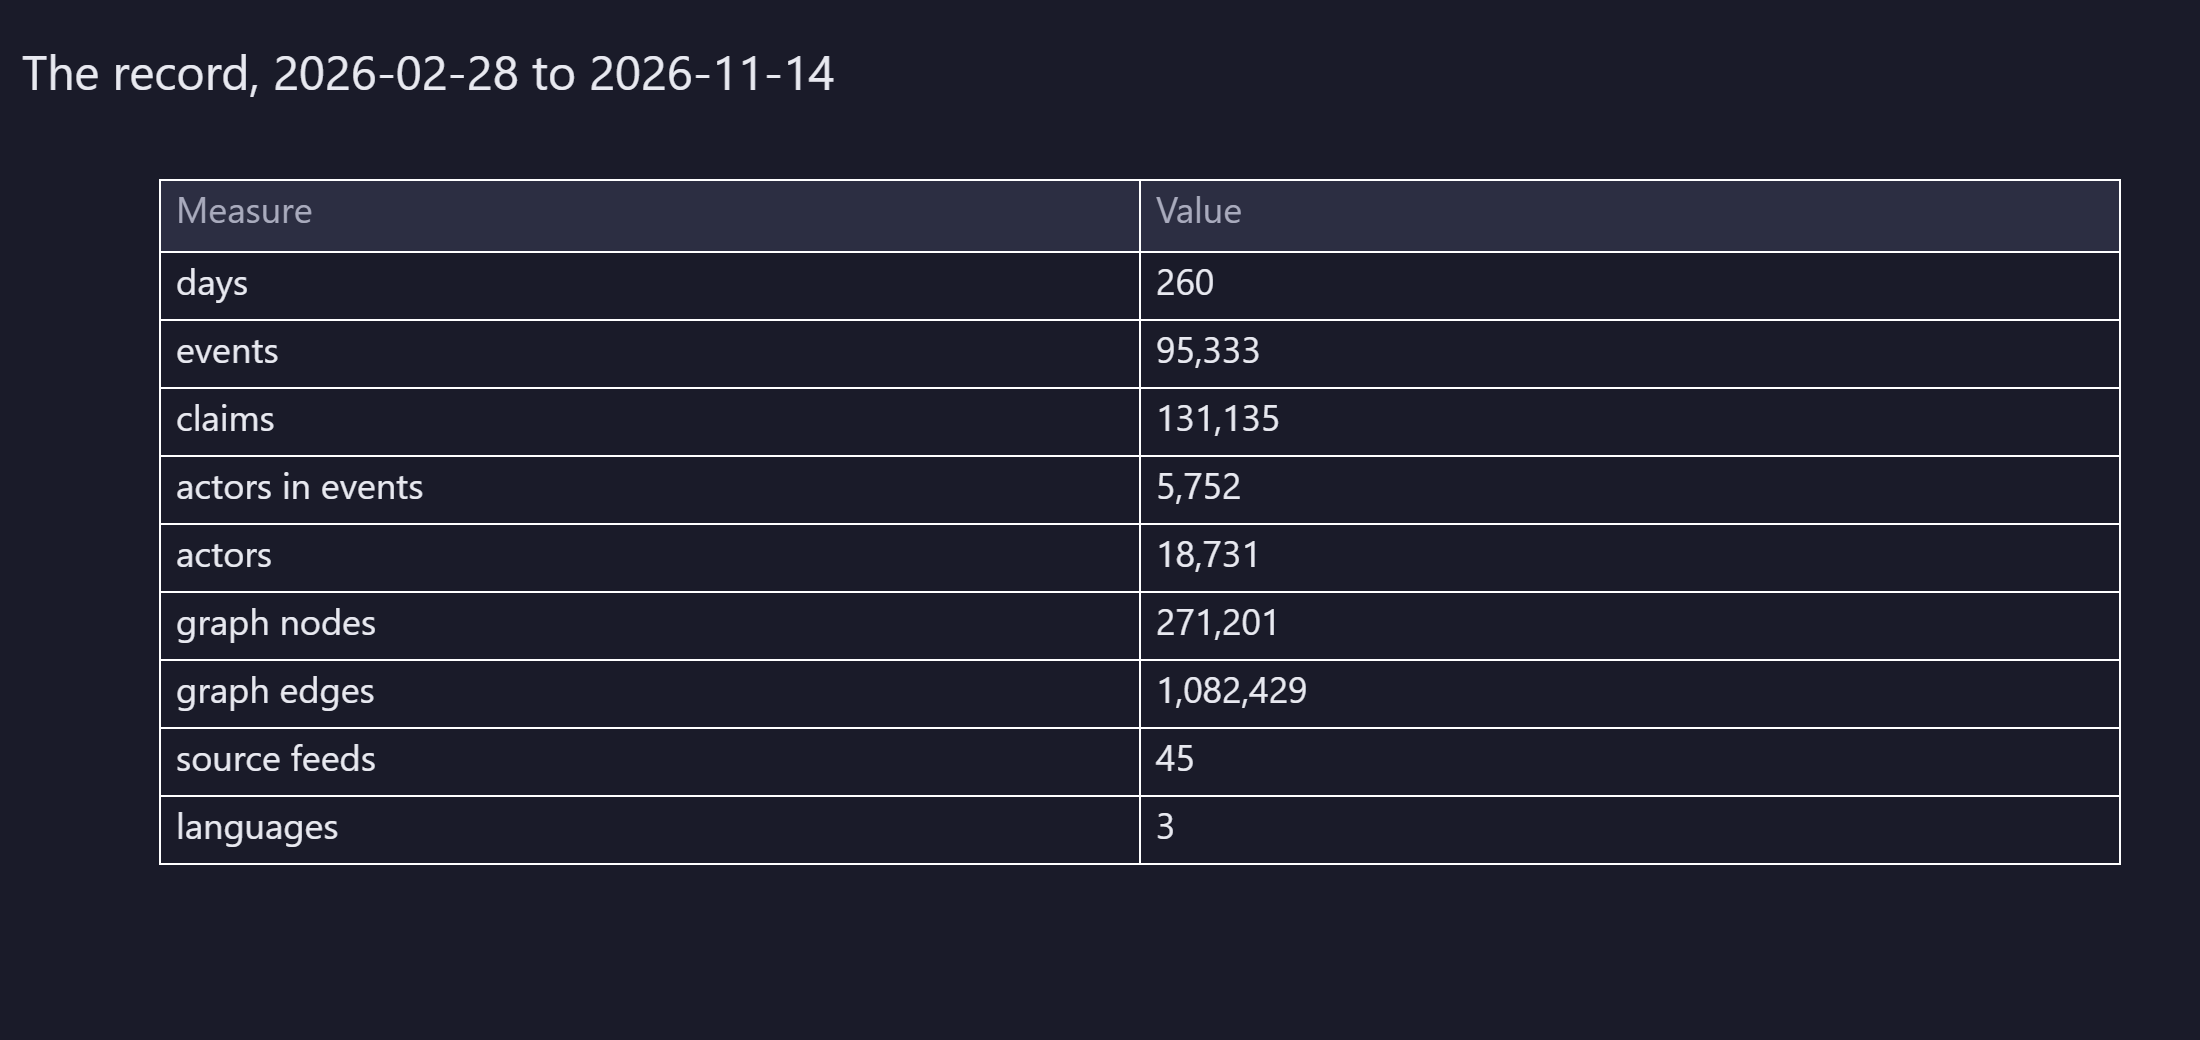 The record, 2026-02-28 to 2026-11-14
Measure Value
days 260
events 95,333
claims 131,135
actors in events 5,752
actors 18,731
graph nodes 271,201
graph edges 1,082,429
source feeds 45
languages 3